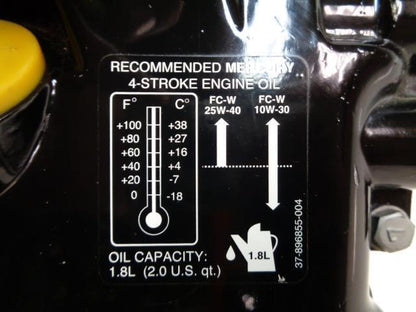 RECOMMENDED MERCURY
4-STROKE ENGINE OIL
F° C°
+100 +38
+80 +27
+60 +16
+40 +4
+20 -7
0 -18
FC-W
25W-40
FC-W
10W-30
1.8L
OIL CAPACITY:
1.8L (2.0 U.S. qt.)
37-896855-004